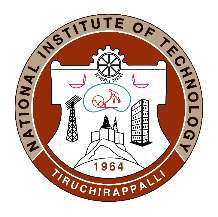 NATIONAL INSTITUTE OF TECHNOLOGY
1964
TIRUCHIRAPPALLI